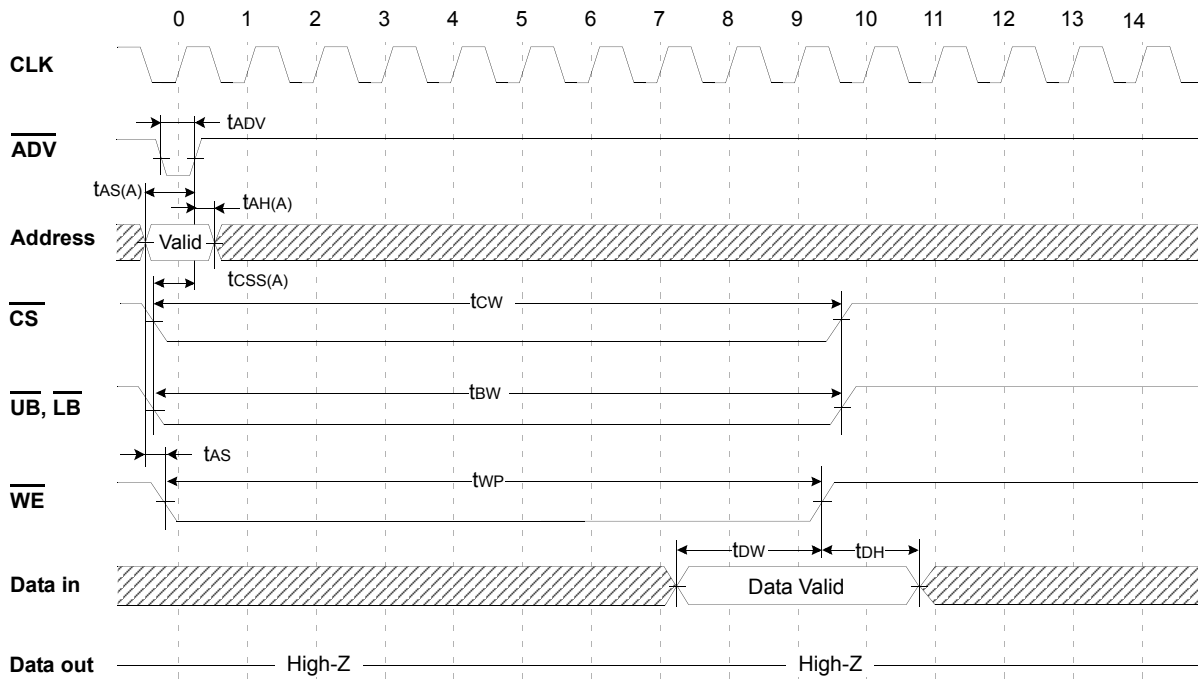 0 1 2 3 4 5 6 7 8 9 10 11 12 13 14
CLK
tADV
ADV
tAS(A)
tAH(A)
Address
Valid
tCSS(A)
CS
tCW
UB, LB
tBW
tAS
WE
tWP
tDW
tDH
Data in
Data Valid
Data out
High-Z
High-Z